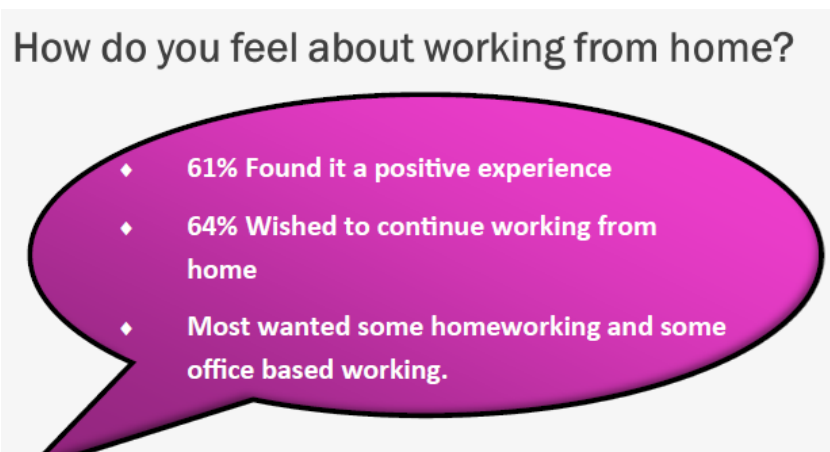 How do you feel about working from home?
♦ 61% Found it a positive experience
♦ 64% Wished to continue working from
home
♦ Most wanted some homeworking and some
office based working.